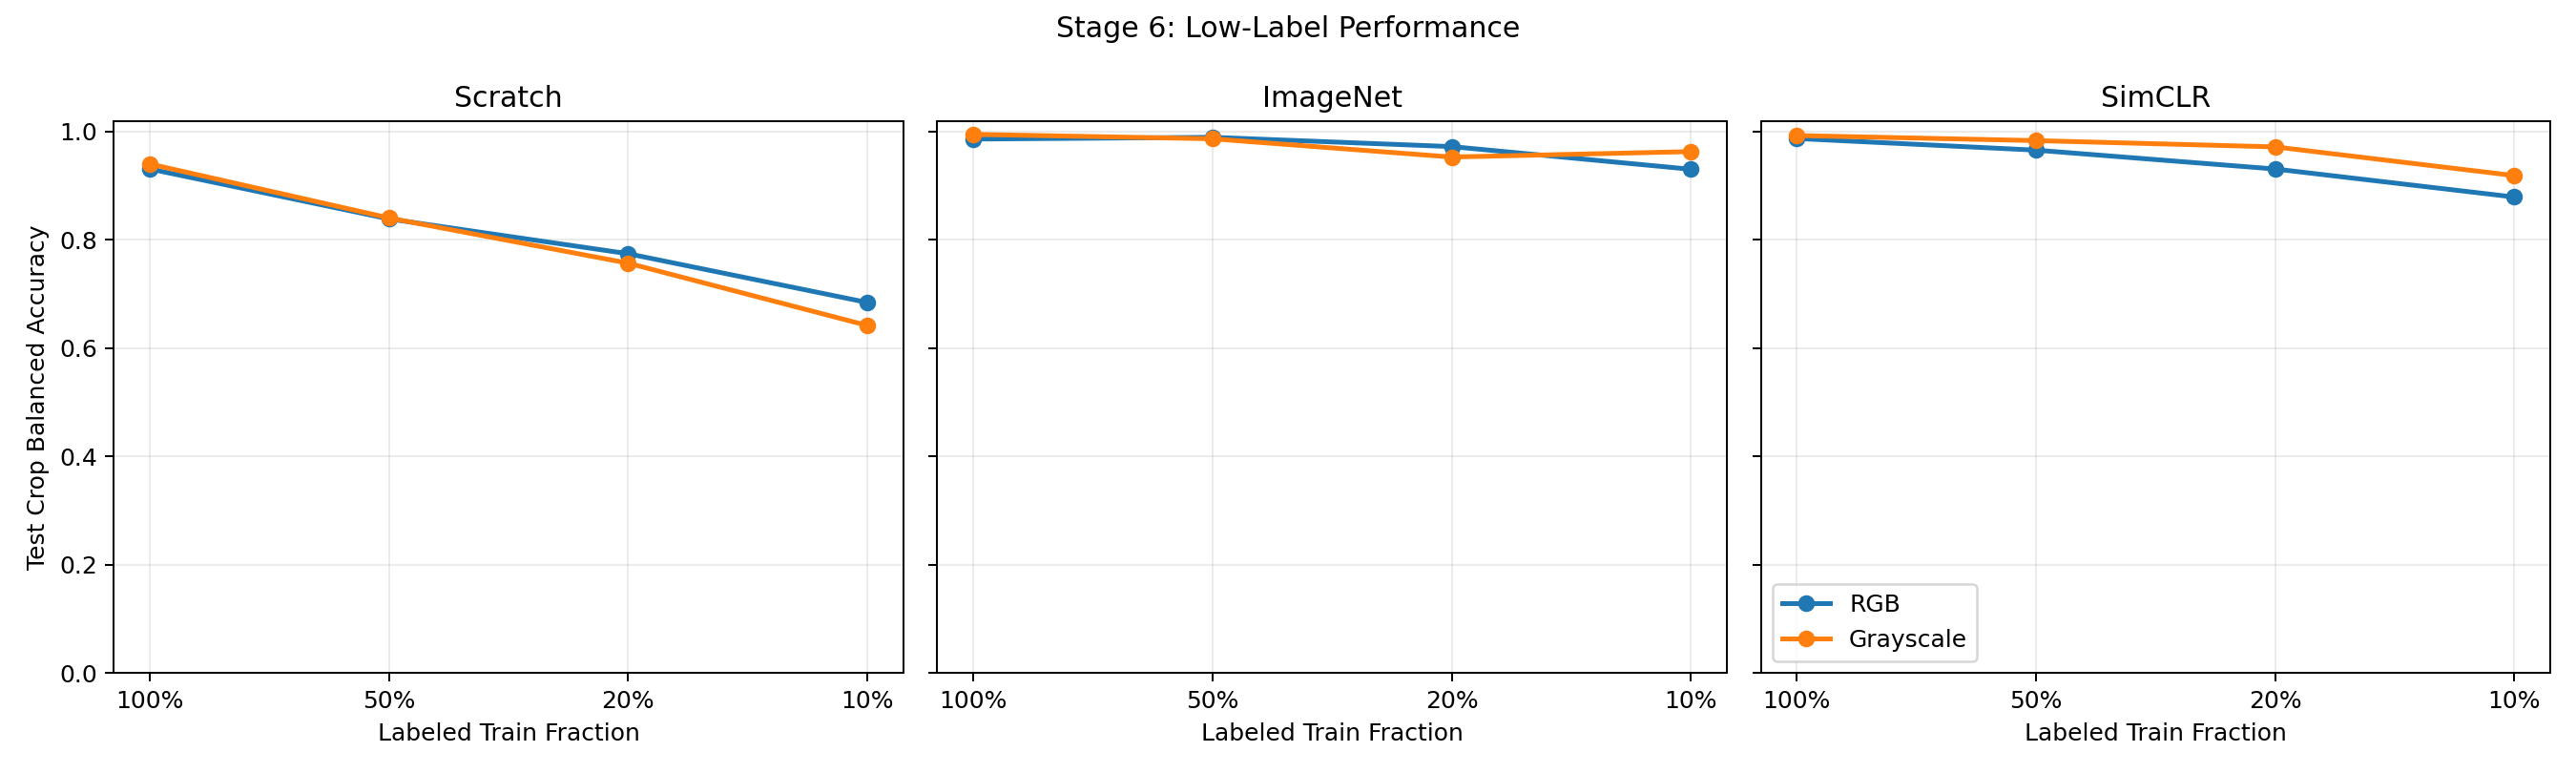 Stage 6: Low-Label Performance
Scratch
ImageNet
SimCLR
Test Crop Balanced Accuracy
1.0
0.8
0.6
0.4
0.2
0.0
100% 50% 20% 10%
100% 50% 20% 10%
100% 50% 20% 10%
Labeled Train Fraction
Labeled Train Fraction
Labeled Train Fraction
RGB
Grayscale